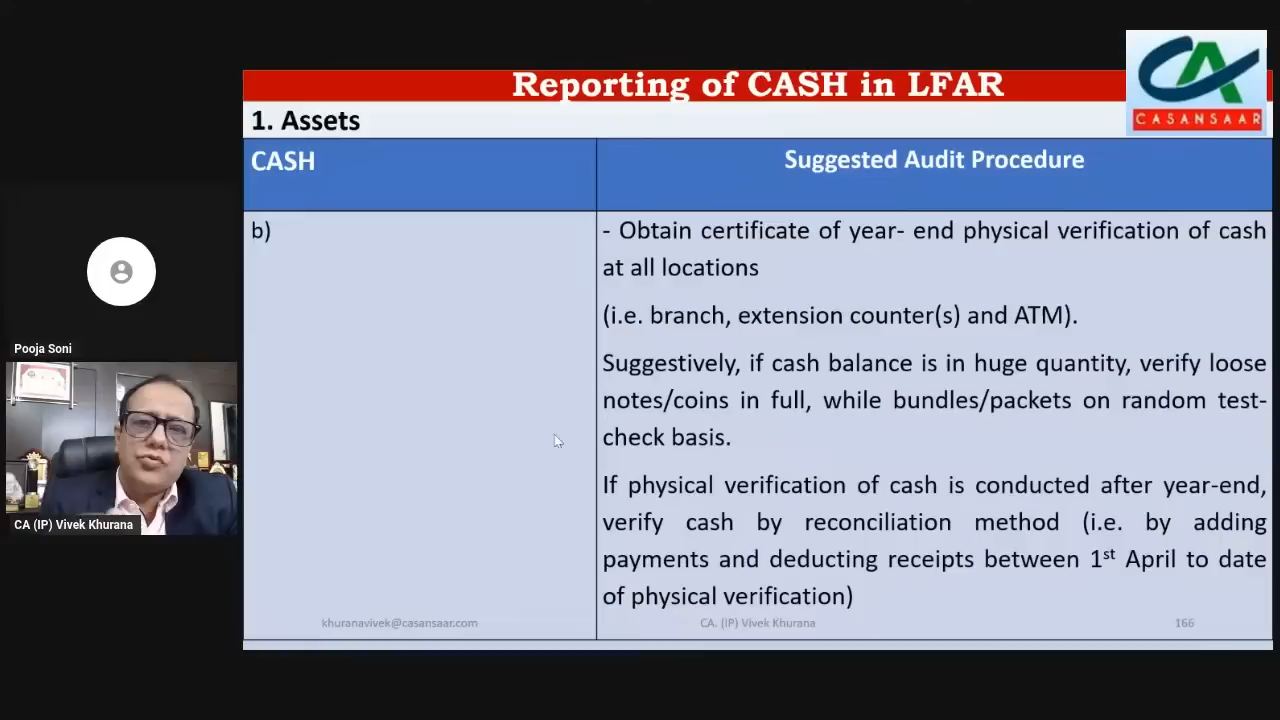 Reporting of CASH in LFAR
CASANSAAR
1. Assets
CASH
Suggested Audit Procedure
b)
- Obtain certificate of year- end physical verification of cash
at all locations
(i.e. branch, extension counter(s) and ATM).
Suggestively, if cash balance is in huge quantity, verify loose
notes/coins in full, while bundles/packets on random test-
check basis.
If physical verification of cash is conducted after year-end,
verify cash by reconciliation method (i.e. by adding
payments and deducting receipts between 1st April to date
of physical verification)
khuranavivek@casansaar.com
CA. (IP) Vivek Khurana
166
Pooja Soni
CA (IP) Vivek Khurana